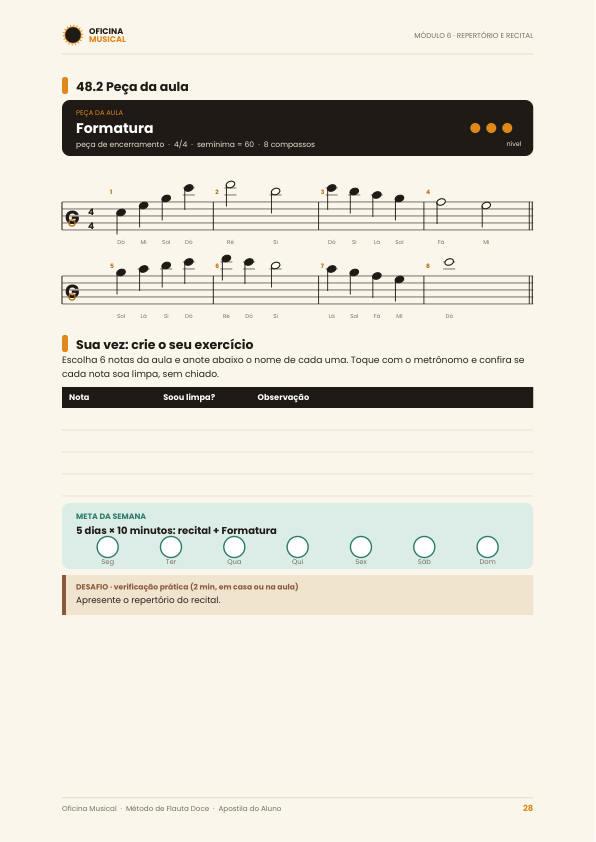 OFICINA
MUSICAL
MÓDULO 6 · REPERTÓRIO E RECITAL
48.2 Peça da aula
PEÇA DA AULA
Formatura
peça de encerramento · 4/4 · semínima = 60 · 8 compassos
nível
1 2 3 4
G 4 4
Dó Mi Sol Dó Ré Si Dó Si Lá Sol Fá Mi
5 6 7 8
G
Sol Lá Si Dó Ré Dó Si Lá Sol Fá Mi Dó
Sua vez: crie o seu exercício
Escolha 6 notas da aula e anote abaixo o nome de cada uma. Toque com o metrônomo e confira se
cada nota soa limpa, sem chiado.
Nota Soou limpa? Observação
META DA SEMANA
5 dias × 10 minutos: recital + Formatura
Seg Ter Qua Qui Sex Sáb Dom
DESAFIO · verificação prática (2 min, em casa ou na aula)
Apresente o repertório do recital.
Oficina Musical · Método de Flauta Doce · Apostila do Aluno
28